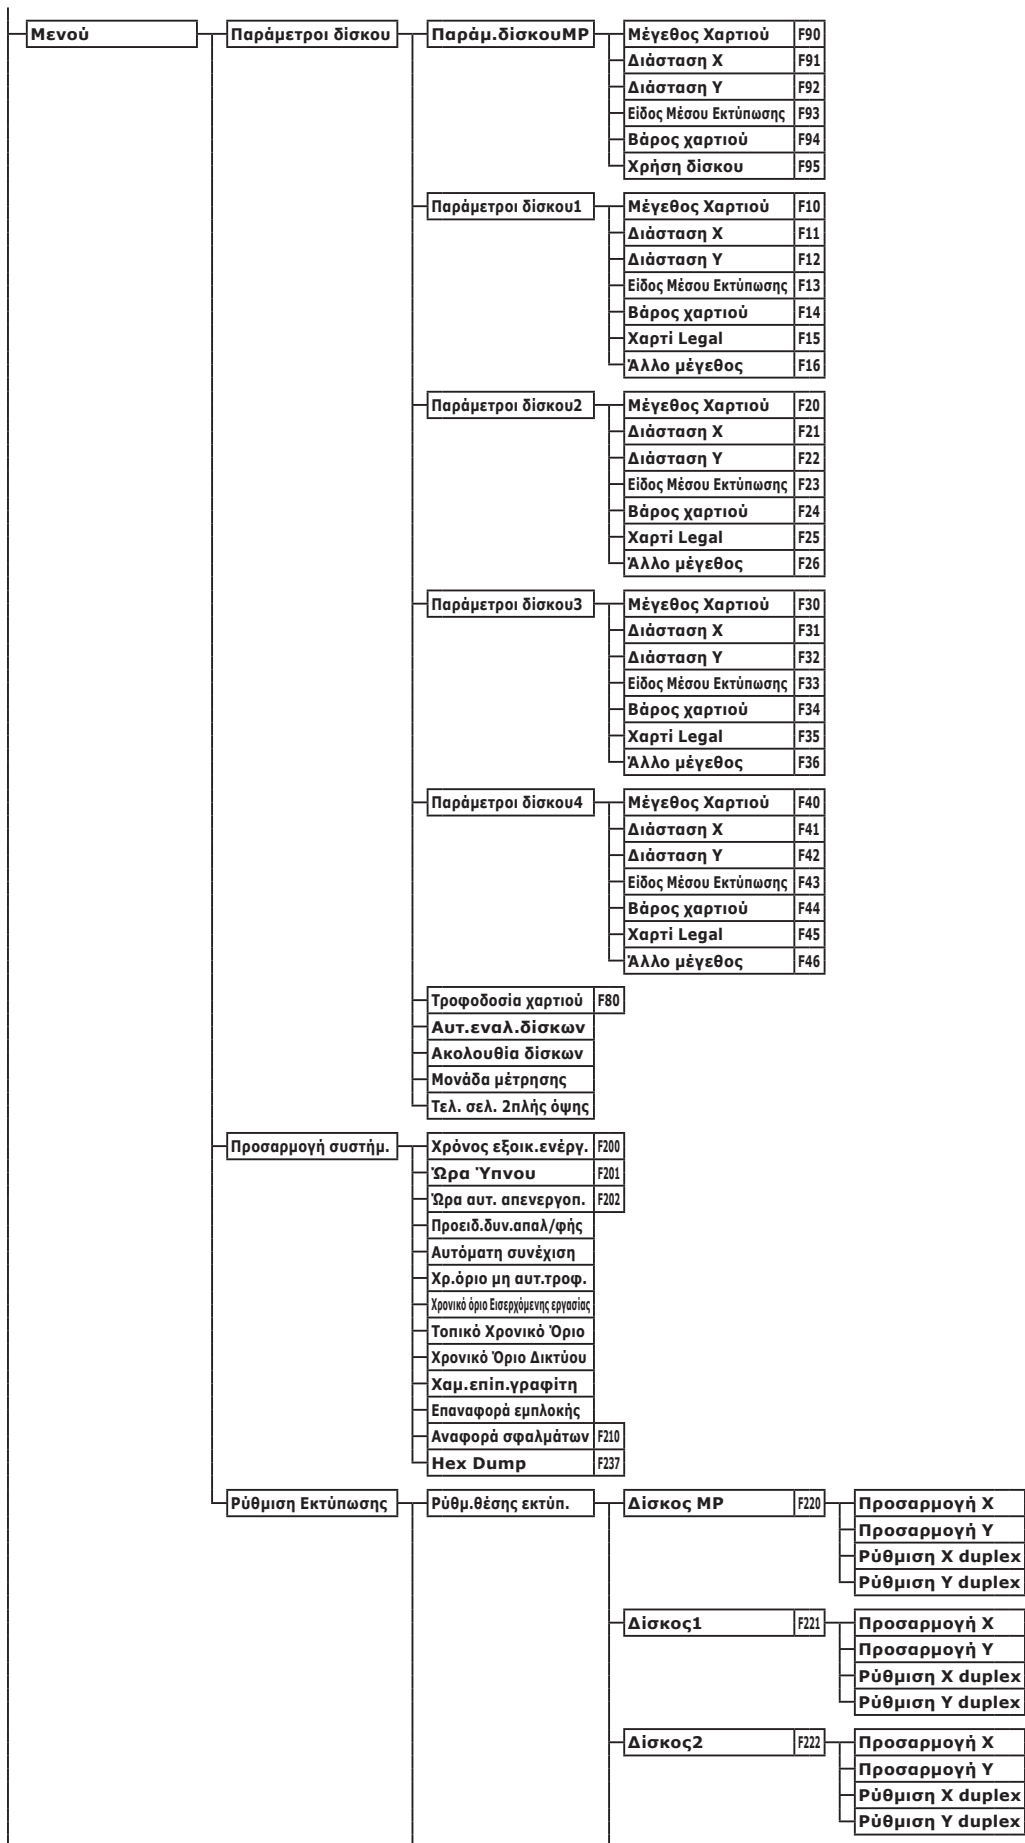 Μενού Παράμετροι δίσκου Παράμ.δίσκουMP Μέγεθος Χαρτιού F90
Διάσταση X F91
Διάσταση Y F92
Είδος Μέσου Εκτύπωσης F93
Βάρος χαρτιού F94
Χρήση δίσκου F95
Παράμετροι δίσκου1 Μέγεθος Χαρτιού F10
Διάσταση X F11
Διάσταση Y F12
Είδος Μέσου Εκτύπωσης F13
Βάρος χαρτιού F14
Χαρτί Legal F15
Άλλο μέγεθος F16
Παράμετροι δίσκου2 Μέγεθος Χαρτιού F20
Διάσταση X F21
Διάσταση Y F22
Είδος Μέσου Εκτύπωσης F23
Βάρος χαρτιού F24
Χαρτί Legal F25
Άλλο μέγεθος F26
Παράμετροι δίσκου3 Μέγεθος Χαρτιού F30
Διάσταση X F31
Διάσταση Y F32
Είδος Μέσου Εκτύπωσης F33
Βάρος χαρτιού F34
Χαρτί Legal F35
Άλλο μέγεθος F36
Παράμετροι δίσκου4 Μέγεθος Χαρτιού F40
Διάσταση X F41
Διάσταση Y F42
Είδος Μέσου Εκτύπωσης F43
Βάρος χαρτιού F44
Χαρτί Legal F45
Άλλο μέγεθος F46
Τροφοδοσία χαρτιού F80
Αυτ.εναλ.δίσκων
Ακολουθία δίσκων
Μονάδα μέτρησης
Τελ. σελ. 2πλής όψης
Προσαρμογή συστήμ. Χρόνος εξοικ.ενέργ. F200
Ώρα Ύπνου F201
Ώρα αυτ. απενεργοπ. F202
Προειδ.δυν.απαλ/φής
Αυτόματη συνέχιση
Χρ.όριο μη αυτ.τροφ.
Χρονικό όριο Εισερχόμενης εργασίας
Τοπικό Χρονικό Όριο
Χρονικό Όριο Δικτύου
Χαμ.επίπ.γραφίτη
Επαναφορά εμπλοκής
Αναφορά σφαλμάτων F210
Hex Dump F237
Ρύθμιση Εκτύπωσης Ρύθμ.θέσης εκτύπ. Δίσκος MP F220 Προσαρμογή X
Προσαρμογή Y
Ρύθμιση X duplex
Ρύθμιση Y duplex
Δίσκος1 F221 Προσαρμογή X
Προσαρμογή Y
Ρύθμιση X duplex
Ρύθμιση Y duplex
Δίσκος2 F222 Προσαρμογή X
Προσαρμογή Y
Ρύθμιση X duplex
Ρύθμιση Y duplex